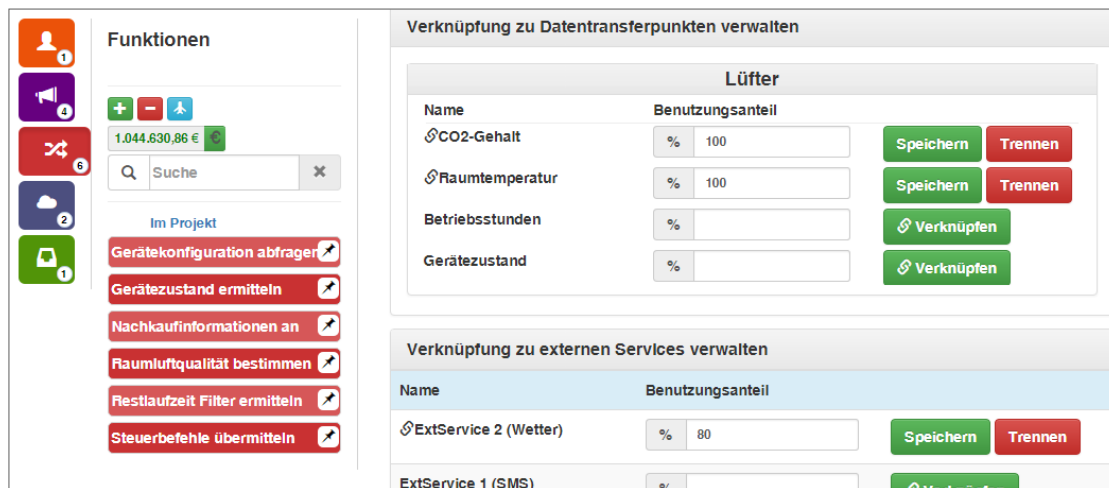 1
4
6
2
1
Funktionen
1.044.630,86 € €
Suche
Im Projekt
Gerätekonfiguration abfragen
Gerätezustand ermitteln
Nachkaufinformationen an
Raumluftqualität bestimmen
Restlaufzeit Filter ermitteln
Steuerbefehle übermitteln
Verknüpfung zu Datentransferpunkten verwalten
Lüfter
Name Benutzungsanteil
CO2-Gehalt % 100 Speichern Trennen
Raumtemperatur % 100 Speichern Trennen
Betriebsstunden % Verknüpfen
Gerätezustand % Verknüpfen
Verknüpfung zu externen Services verwalten
Name Benutzungsanteil
ExtService 2 (Wetter) % 80 Speichern Trennen
ExtService 1 (SMS) %